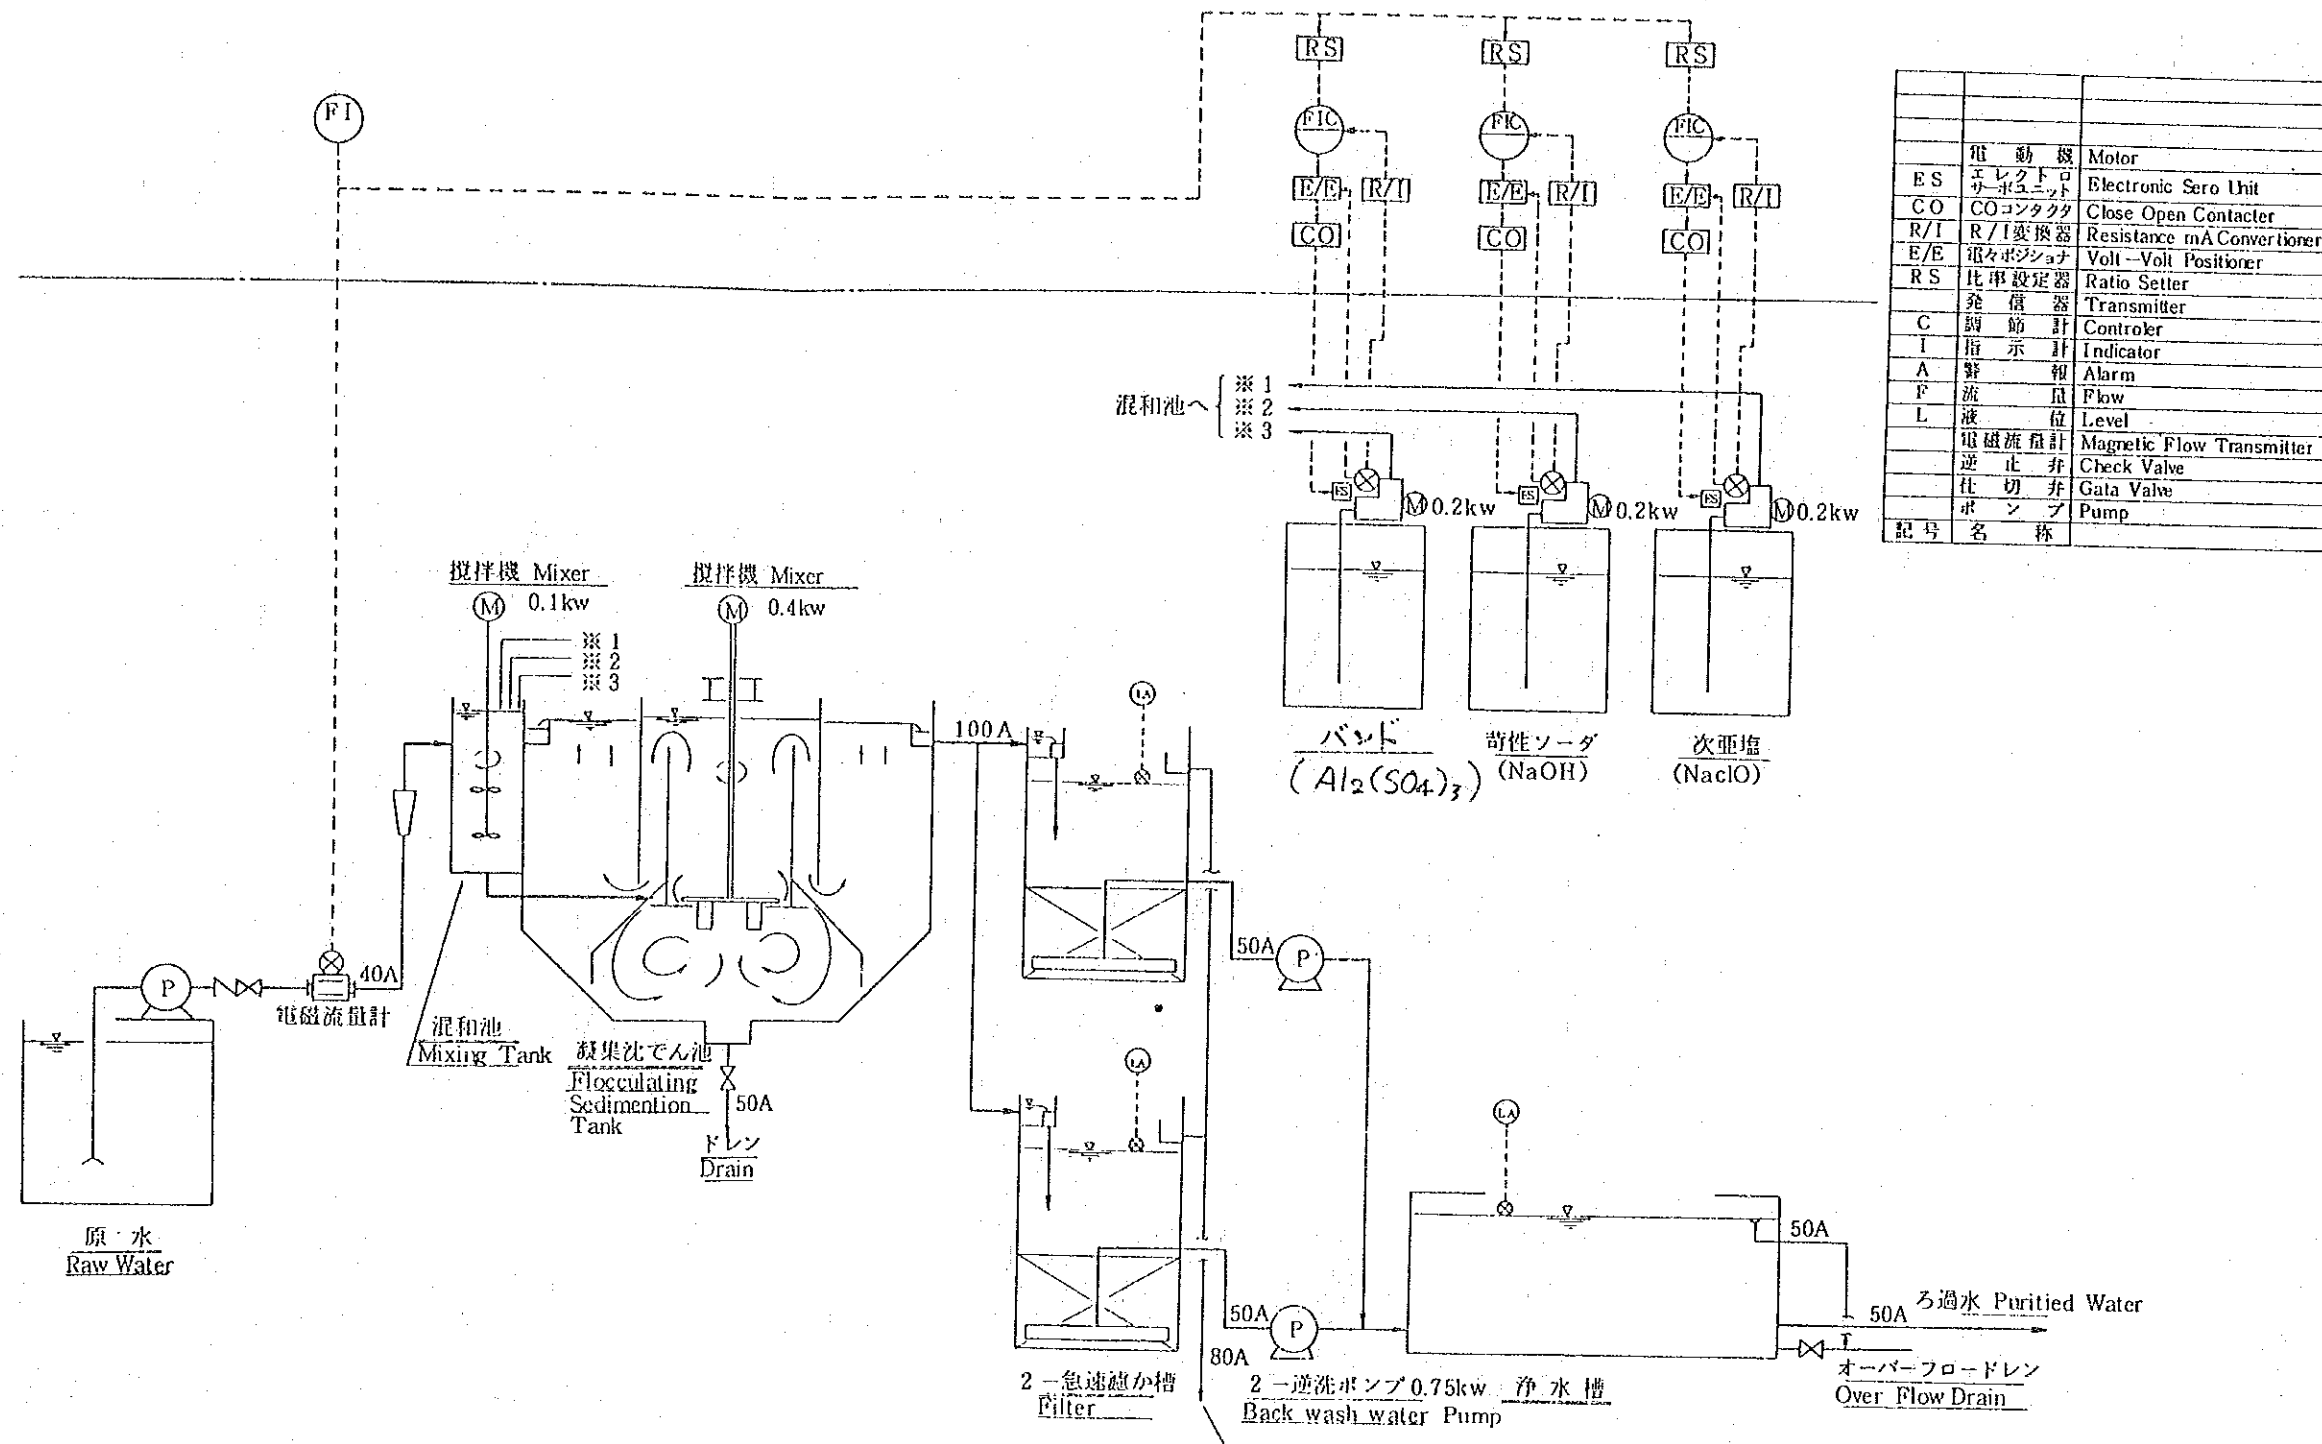 FI
RS
RS
RS
FIC
FIC
FIC
E/E
R/I
E/E
R/I
E/E
R/I
CO
CO
CO
電動機 Motor
ES エレクトロサーボユニット Electronic Sero Unit
CO COコンタクタ Close Open Contacter
R/I R/I変換器 Resistance mA Convertioner
E/E 電々ポジショナ Volt-Volt Positioner
RS 比率設定器 Ratio Setter
発信器 Transmitter
C 調節計 Controler
I 指示計 Indicator
A 警報 Alarm
F 流量 Flow
L 液位 Level
電磁流量計 Magnetic Flow Transmitter
逆止弁 Check Valve
仕切弁 Gata Valve
ポンプ Pump
記号 名称
混和池へ
※1
※2
※3
ES
M 0.2kw
ES
M 0.2kw
ES
M 0.2kw
バンド
(Al2(SO4)3)
苛性ソーダ
(NaOH)
次亜塩
(NaclO)
攪拌機 Mixer
M 0.1kw
攪拌機 Mixer
M 0.4kw
※1
※2
※3
100A
LA
P
40A
電磁流量計
混和池
Mixing Tank
凝集沈でん池
Flocculating
Sedimention
Tank
50A
ドレン
Drain
原水
Raw Water
50A
P
LA
LA
50A
P
80A
2-急速濾か槽
Filter
2-逆洗ポンプ 0.75kw
Back wash water Pump
浄水槽
50A
50A
ろ過水 Puritied Water
オーバーフロードレン
Over Flow Drain